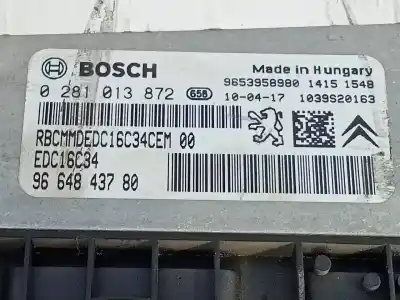 BOSCH
Made in Hungary
9653958980 1415 1548
0 281 013 872 656 10-04-17 1039S20163
RBCMMDEDC16C34CEM 00
EDC16C34
96 648 437 80